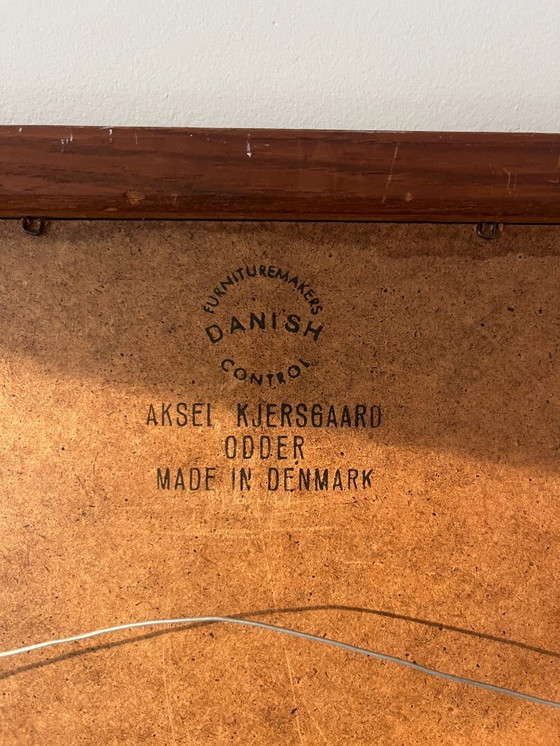 FURNITUREMAKERS
DANISH
CONTROL
AKSEL KJERSGAARD
ODDER
MADE IN DENMARK